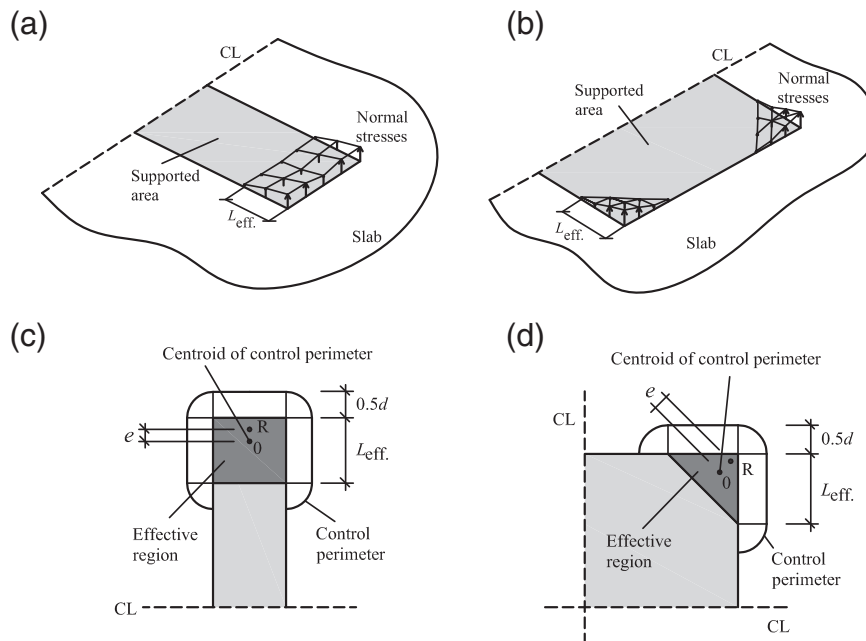 (a)
CL
Normal
stresses
Supported
area
L_eff.
Slab
(b)
CL
Normal
stresses
Supported
area
L_eff.
Slab
(c)
Centroid of control perimeter
0.5d
e
R
0
L_eff.
Effective
region
Control
perimeter
CL
(d)
Centroid of control perimeter
e
CL
0.5d
R
0
L_eff.
Effective
region
Control
perimeter
CL